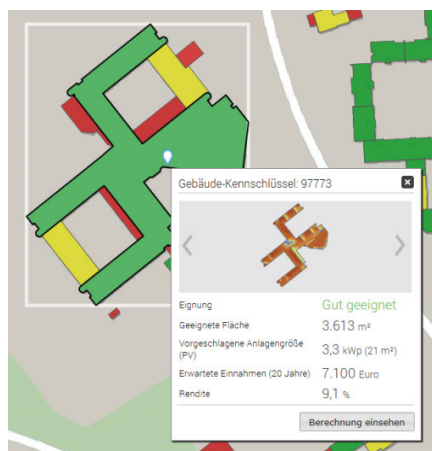 Gebäude-Kennschlüssel: 97773
Eignung Gut geeignet
Geeignete Fläche 3.613 m²
Vorgeschlagene Anlagengröße
(PV) 3,3 kWp (21 m²)
Erwartete Einnahmen (20 Jahre) 7.100 Euro
Rendite 9,1 %
Berechnung einsehen